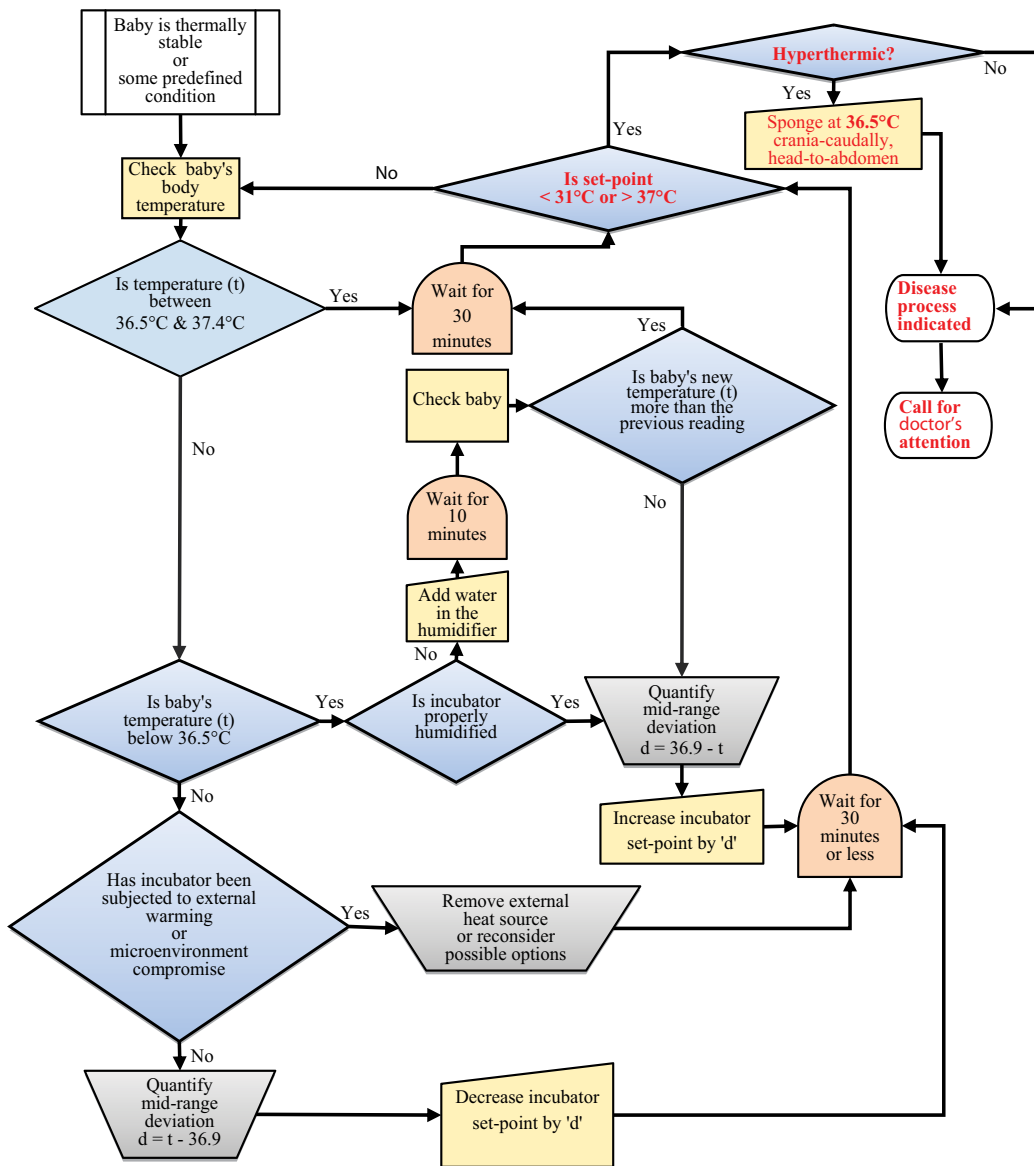 Baby is thermally
stable
or
some predefined
condition
Hyperthermic?
No
Yes
Yes
Sponge at 36.5°C
crania-caudally,
head-to-abdomen
Check baby's
body
temperature
No
Is set-point
< 31°C or > 37°C
Is temperature (t)
between
36.5°C & 37.4°C
Yes
Wait for
30
minutes
Yes
Disease
process
indicated
Check baby
Is baby's new
temperature (t)
more than the
previous reading
Call for
doctor's
attention
No
No
Wait for
10
minutes
Add water
in the
humidifier
No
Is baby's
temperature (t)
below 36.5°C
Yes
Is incubator
properly
humidified
Yes
Quantify
mid-range
deviation
d = 36.9 - t
No
Increase incubator
set-point by 'd'
Wait for
30
minutes
or less
Has incubator been
subjected to external
warming
or
microenvironment
compromise
Yes
Remove external
heat source
or reconsider
possible options
No
Quantify
mid-range
deviation
d = t - 36.9
Decrease incubator
set-point by 'd'